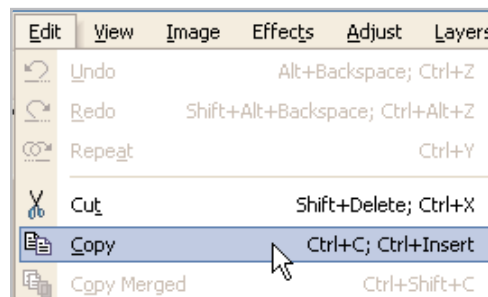 Edit View Image Effects Adjust Layers
Undo Alt+Backspace; Ctrl+Z
Redo Shift+Alt+Backspace; Ctrl+Alt+Z
Repeat Ctrl+Y
Cut Shift+Delete; Ctrl+X
Copy Ctrl+C; Ctrl+Insert
Copy Merged Ctrl+Shift+C